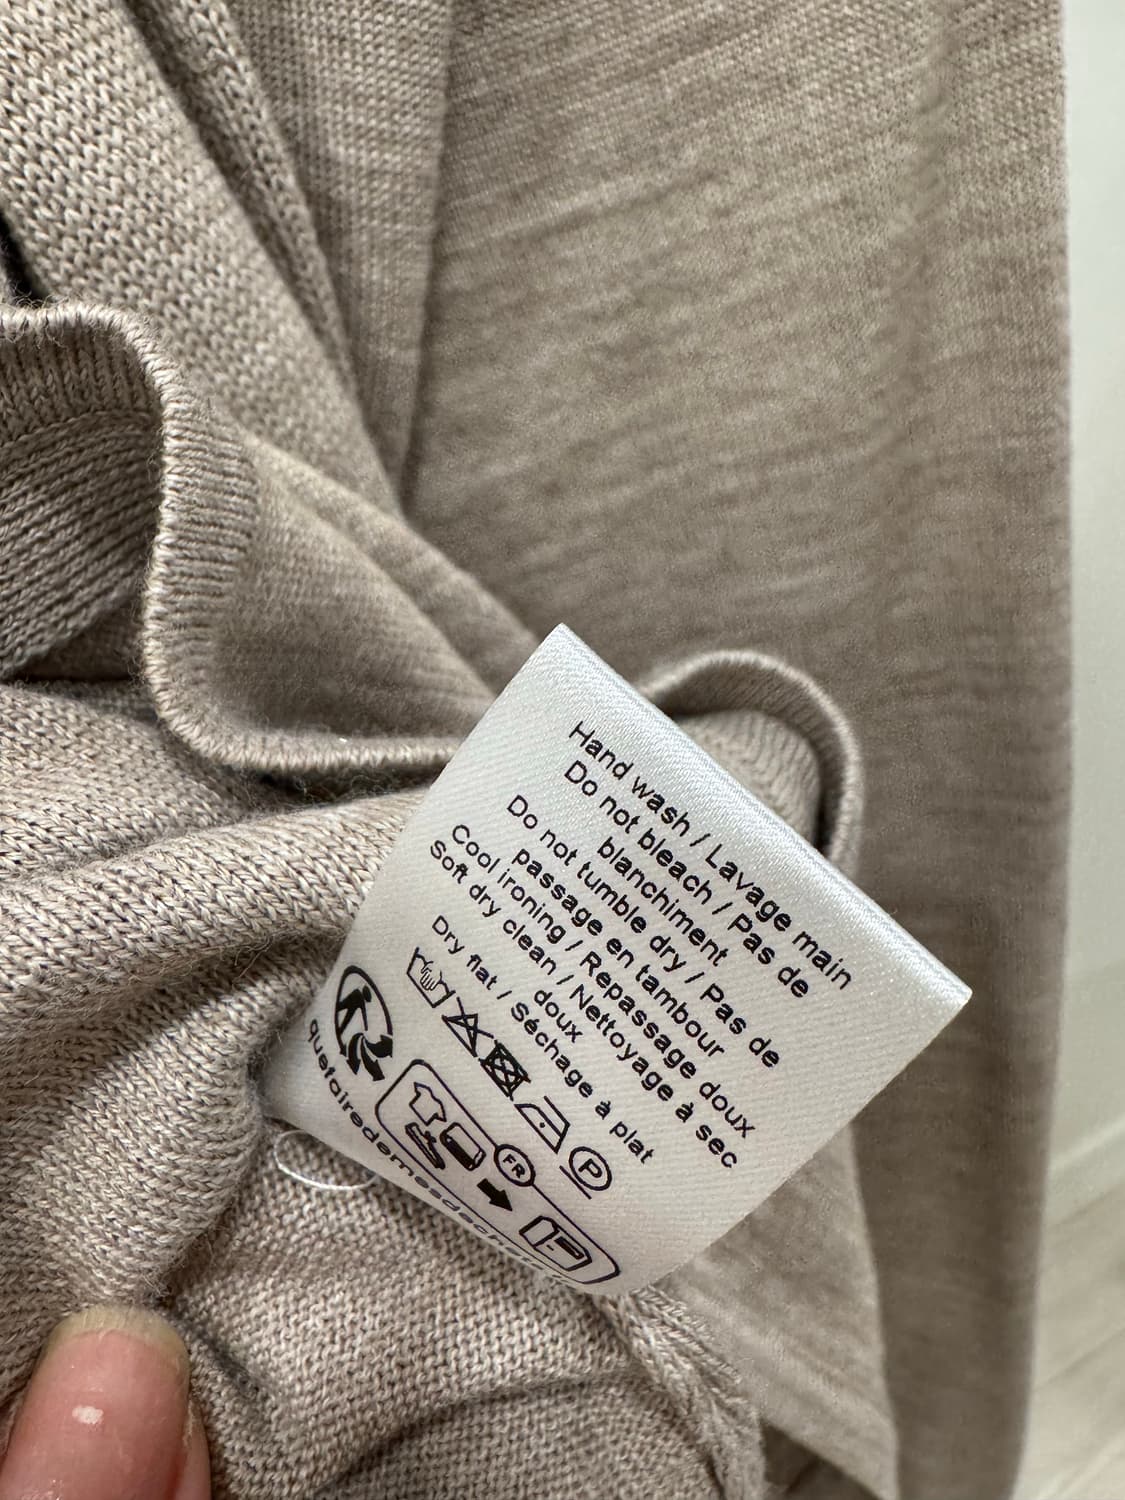 Hand wash / Lavage main
Do not bleach / Pas de
blanchiment
Do not tumble dry / Pas de
passage en tambour
Cool ironing / Repassage doux
Soft dry clean / Nettoyage à sec
doux
Dry flat / Séchage à plat
P
FR
quefairedemesdechets